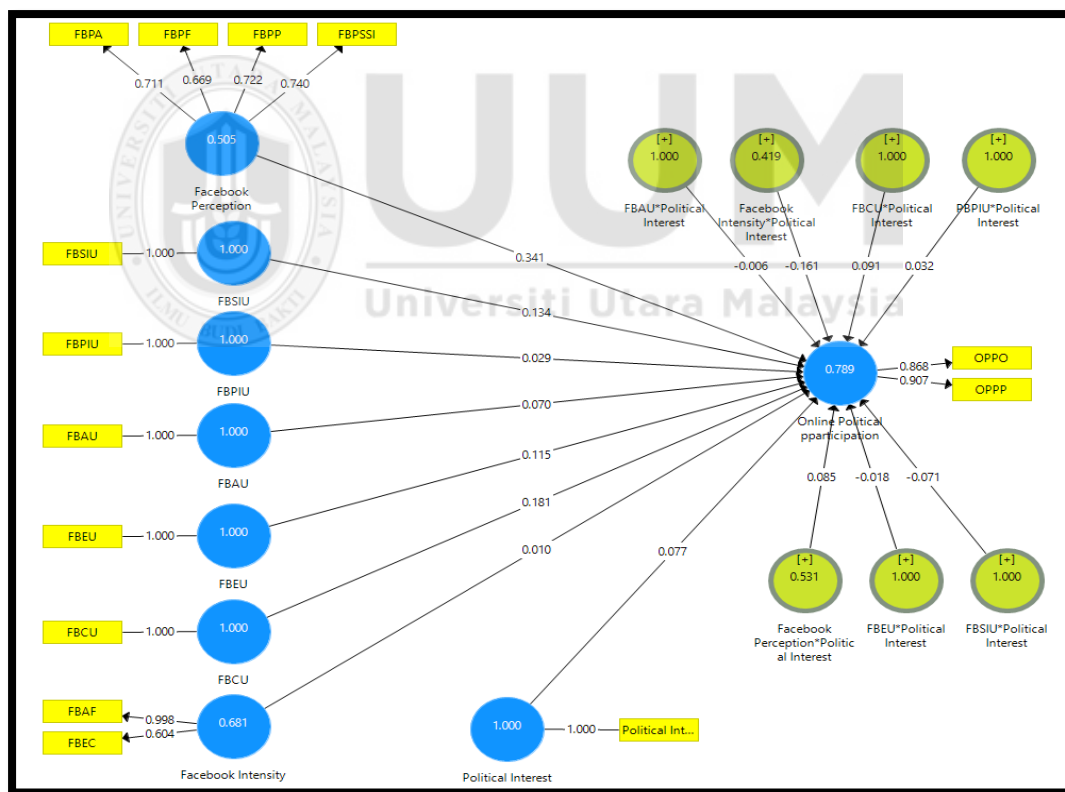 FBPA
FBPF
FBPP
FBPSSI
0.711
0.669
0.722
0.740
0.505
Facebook
Perception
FBSIU
1.000
1.000
FBSIU
FBPIU
1.000
1.000
FBPIU
FBAU
1.000
1.000
FBAU
FBEU
1.000
1.000
FBEU
FBCU
1.000
1.000
FBCU
FBAF
FBEC
0.998
0.604
0.681
Facebook Intensity
0.341
0.134
0.029
0.070
0.115
0.181
0.010
0.077
1.000
Political Interest
1.000
Political Int...
[+]
1.000
FBAU*Political
Interest
[+]
0.419
Facebook
Intensity*Political
Interest
[+]
1.000
FBCU*Political
Interest
[+]
1.000
PBPIU*Political
Interest
-0.006
-0.161
0.091
0.032
0.789
Online Political
pparticipation
0.868
0.907
OPPO
OPPP
0.085
-0.018
-0.071
[+]
0.531
Facebook
Perception*Politic
al Interest
[+]
1.000
FBEU*Political
Interest
[+]
1.000
FBSIU*Political
Interest
UUM
Universiti Utara Malaysia
UNIVERSITI UTARA MALAYSIA
ILMU BUDI BAKTI